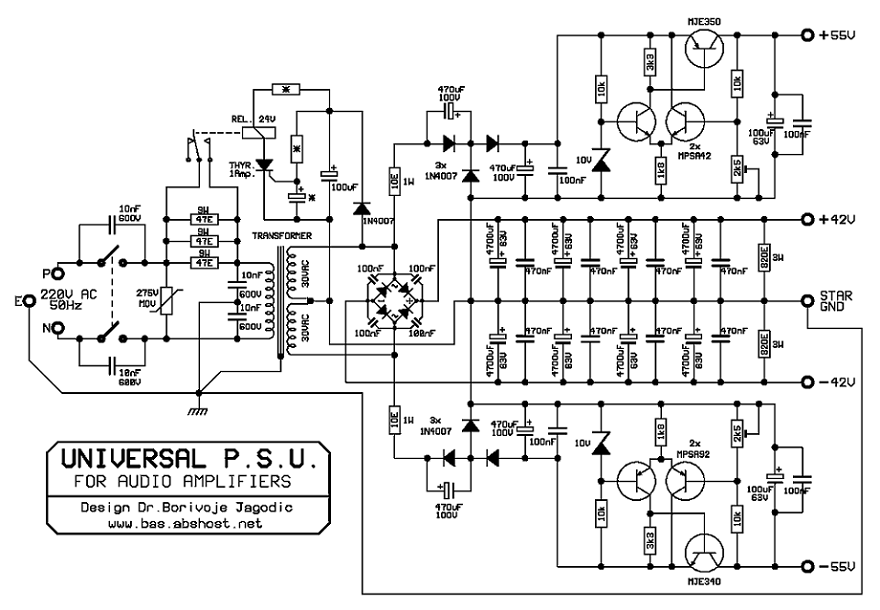 MJE350
+55V
470uF
100V
3k3
REL. 24V
*
10k
10k
THYR.
1Amp.
*
*
100uF
3x
1N4007
10E
1W
470uF
100V
100nF
10V
2x
MPSA42
1k8
2k5
100uF
63V
100nF
10nF
600V
9W
47E
9W
47E
9W
47E
TRANSFORMER
1N4007
+42V
P
220V AC
50Hz
E
N
275V
MOV
10nF
600V
10nF
600V
30VAC
30VAC
100nF
100nF
100nF
100nF
4700uF
63V
470nF
4700uF
63V
470nF
4700uF
63V
470nF
4700uF
63V
470nF
820E
3W
STAR
GND
4700uF
63V
470nF
4700uF
63V
470nF
4700uF
63V
470nF
4700uF
63V
470nF
820E
3W
10nF
600V
-42V
10E
1W
3x
1N4007
470uF
100V
100nF
10V
1k8
2x
MPSA92
2k5
470uF
100V
10k
3k3
10k
100uF
63V
100nF
MJE340
-55V
UNIVERSAL P.S.U.
FOR AUDIO AMPLIFIERS
Design Dr.Borivoje Jagodic
www.bas.abshost.net